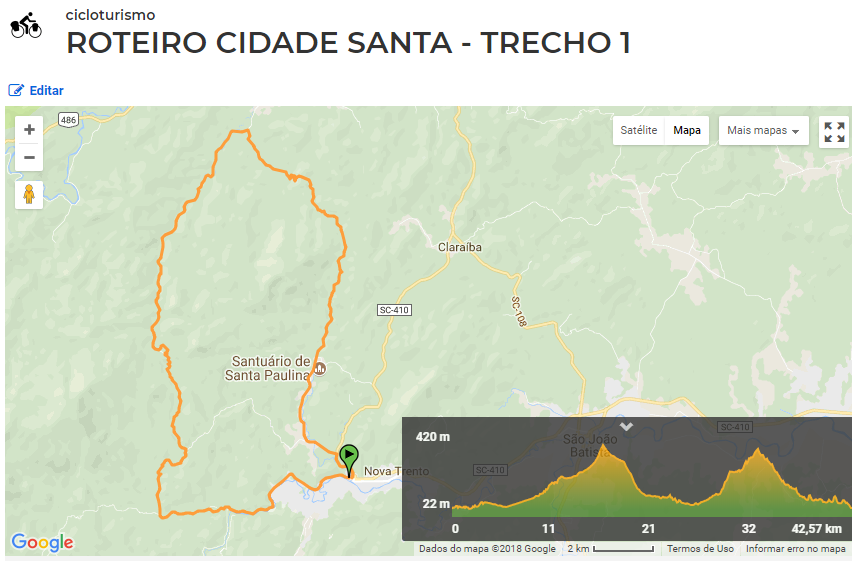 cicloturismo
ROTEIRO CIDADE SANTA - TRECHO 1
Editar
486
+
−
Satélite
Mapa
Mais mapas
Claraíba
SC-410
SC-108
Santuário de
Santa Paulina
Nova Trento
São João
Batista
SC-410
SC-410
420 m
22 m
0
11
21
32
42,57 km
Google
Dados do mapa ©2018 Google
2 km
Termos de Uso
Informar erro no mapa